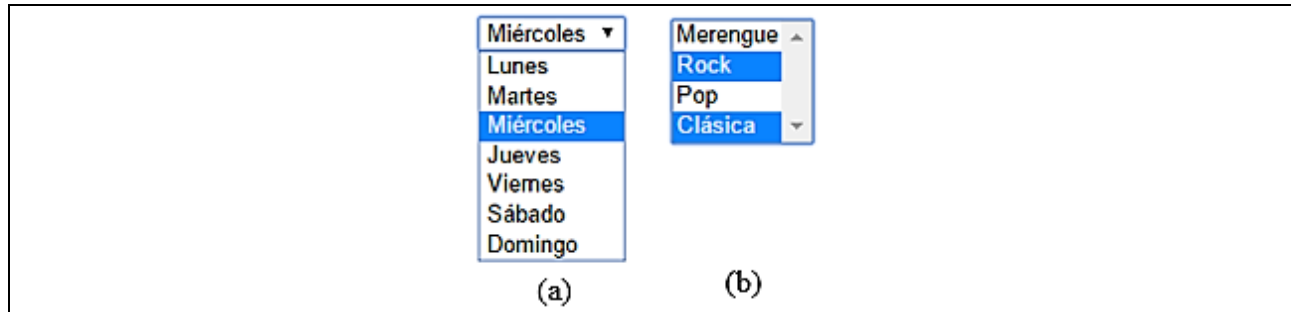 Miércoles
Lunes
Martes
Miércoles
Jueves
Viernes
Sábado
Domingo
(a)
Merengue
Rock
Pop
Clásica
(b)